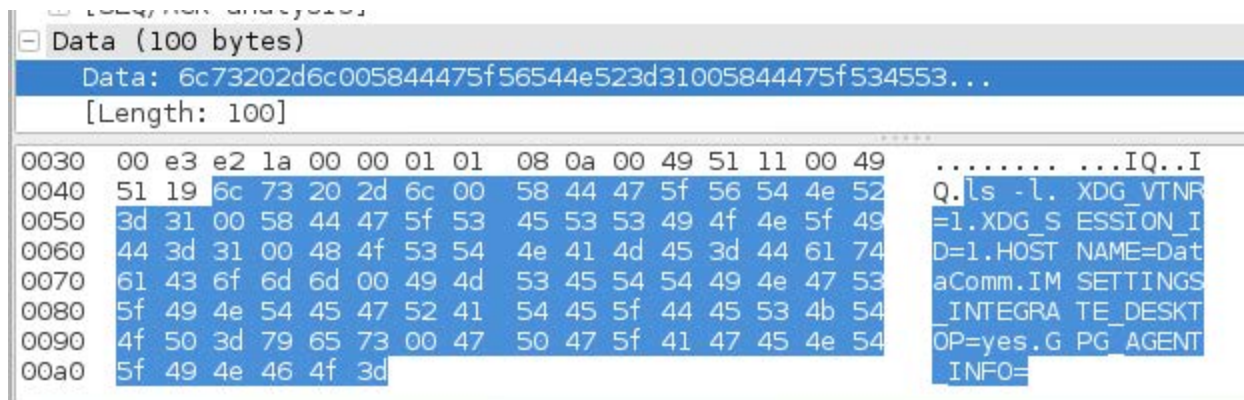 [SEQ/ACK analysis]
Data (100 bytes)
Data: 6c73202d6c005844475f56544e523d31005844475f534553...
[Length: 100]
0030 00 e3 e2 1a 00 00 01 01 08 0a 00 49 51 11 00 49 ........ ...IQ..I
0040 51 19 6c 73 20 2d 6c 00 58 44 47 5f 56 54 4e 52 Q.ls -l. XDG_VTNR
0050 3d 31 00 58 44 47 5f 53 45 53 53 49 4f 4e 5f 49 =1.XDG_S ESSION_I
0060 44 3d 31 00 48 4f 53 54 4e 41 4d 45 3d 44 61 74 D=1.HOST NAME=Dat
0070 61 43 6f 6d 6d 00 49 4d 53 45 54 54 49 4e 47 53 aComm.IM SETTINGS
0080 5f 49 4e 54 45 47 52 41 54 45 5f 44 45 53 4b 54 _INTEGRA TE_DESKT
0090 4f 50 3d 79 65 73 00 47 50 47 5f 41 47 45 4e 54 OP=yes.G PG_AGENT
00a0 5f 49 4e 46 4f 3d _INFO=